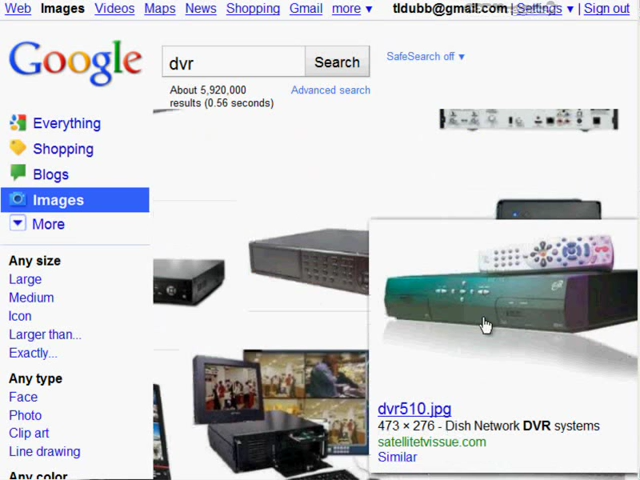 Web Images Videos Maps News Shopping Gmail more ▼ tldubb@gmail.com | Settings ▼ | Sign out
Google
dvr Search
SafeSearch off ▼
About 5,920,000
results (0.56 seconds)
Advanced search
Everything
Shopping
Blogs
Images
More
Any size
Large
Medium
Icon
Larger than...
Exactly...
Any type
Face
Photo
Clip art
Line drawing
Any color
dvr510.jpg
473 × 276 - Dish Network DVR systems
satellitetvissue.com
Similar